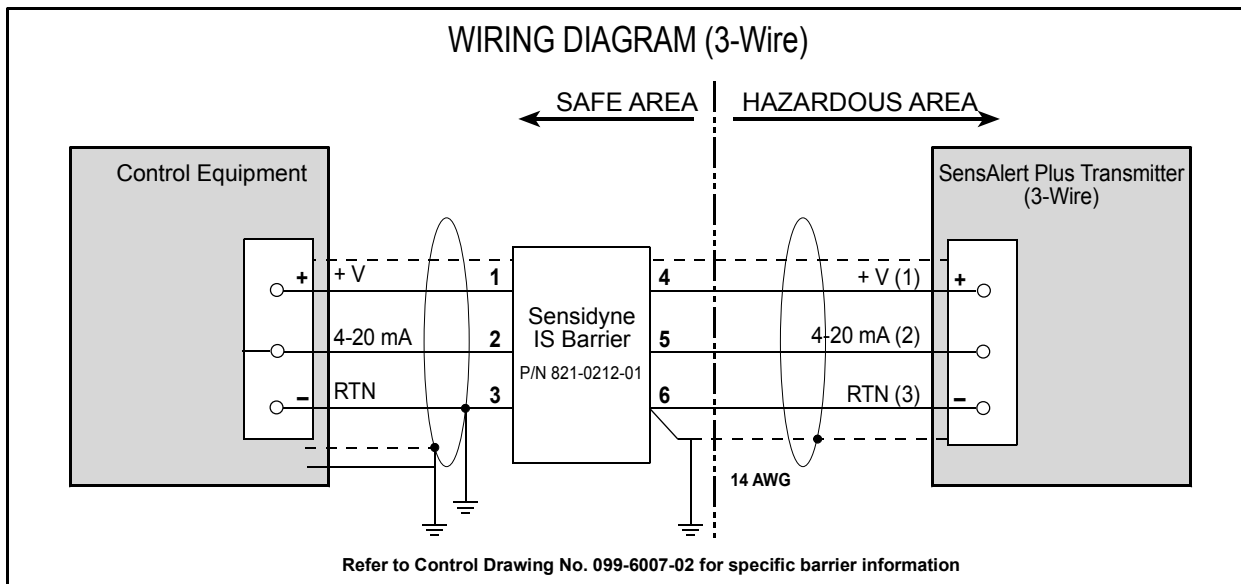 WIRING DIAGRAM (3-Wire)
SAFE AREA
HAZARDOUS AREA
Control Equipment
SensAlert Plus Transmitter
(3-Wire)
+
+ V
1
4
+ V (1)
+
Sensidyne
IS Barrier
P/N 821-0212-01
4-20 mA
2
5
4-20 mA (2)
–
RTN
3
6
RTN (3)
–
14 AWG
Refer to Control Drawing No. 099-6007-02 for specific barrier information